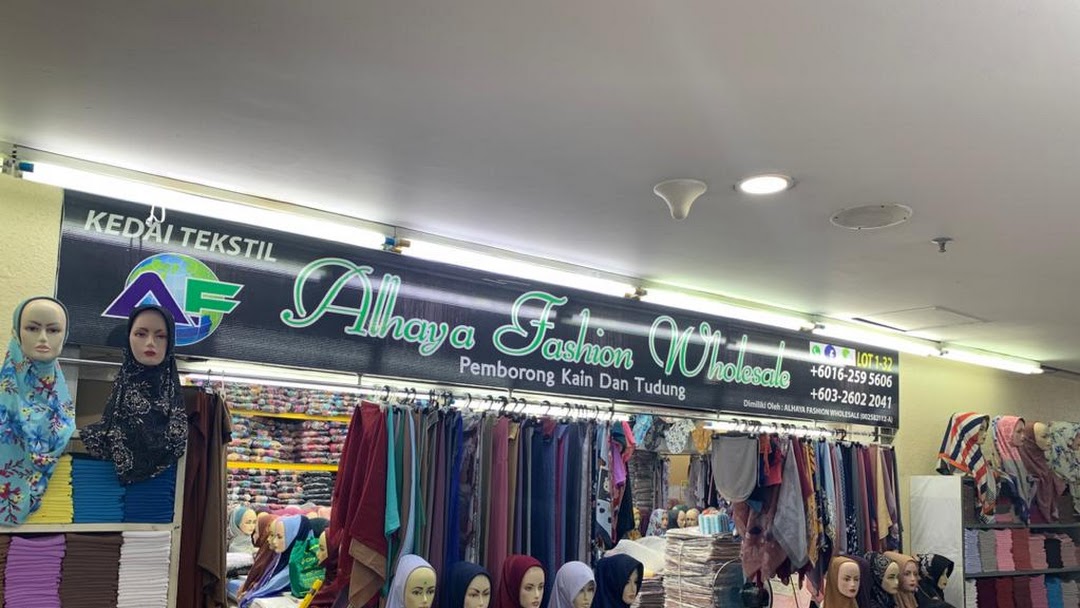 KEDAI TEKSTIL
AF
Alhaya Fashion Wholesale
Pemborong Kain Dan Tudung
LOT 1-32
+6016-259 5606
+603-2602 2041
Dimiliki Oleh : ALHAYA FASHION WHOLESALE (002582172-A)